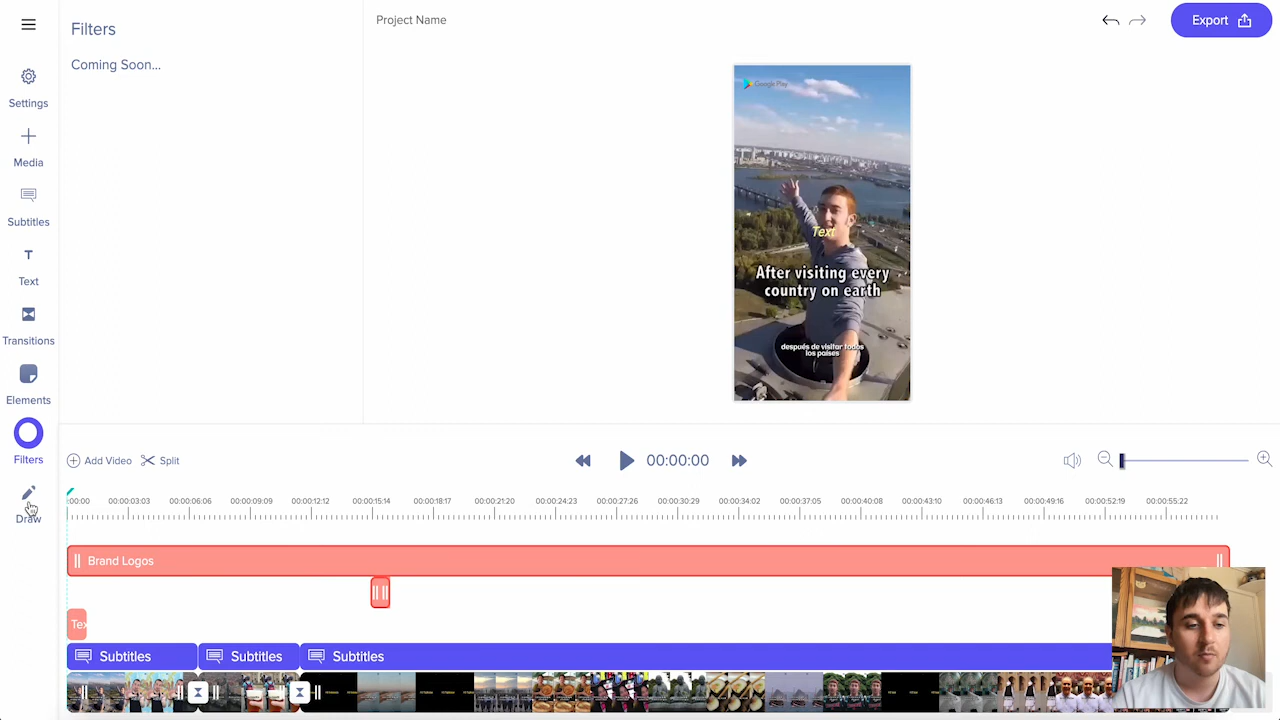 Filters
Project Name
Export
Coming Soon...
Settings
Media
Subtitles
Text
Transitions
Elements
Filters
Draw
Google Play
Text
After visiting every
country on earth
después de visitar todos
los países
Add Video
Split
00:00:00
:00:00
00:00:03:03
00:00:06:06
00:00:09:09
00:00:12:12
00:00:15:14
00:00:18:17
00:00:21:20
00:00:24:23
00:00:27:26
00:00:30:29
00:00:34:02
00:00:37:05
00:00:40:08
00:00:43:10
00:00:46:13
00:00:49:16
00:00:52:19
00:00:55:22
Brand Logos
Tex
Subtitles
Subtitles
Subtitles